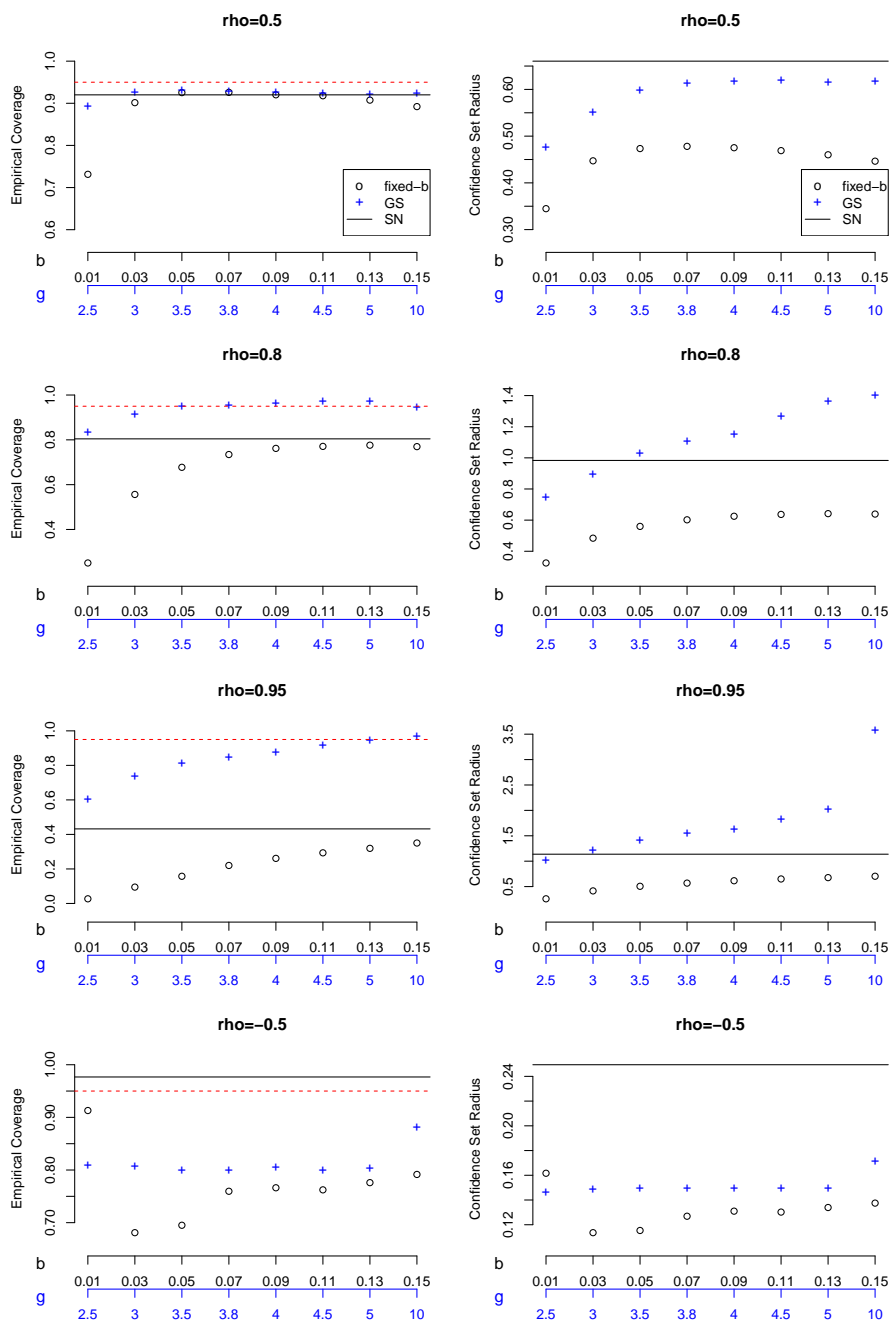 rho=0.5
Empirical Coverage
0.6 0.7 0.8 0.9 1.0
fixed−b
GS
SN
b
0.01 0.03 0.05 0.07 0.09 0.11 0.13 0.15
g
2.5 3 3.5 3.8 4 4.5 5 10
rho=0.5
Confidence Set Radius
0.30 0.40 0.50 0.60
fixed−b
GS
SN
0.01 0.03 0.05 0.07 0.09 0.11 0.13 0.15
2.5 3 3.5 3.8 4 4.5 5 10
rho=0.8
Empirical Coverage
0.4 0.6 0.8 1.0
b
0.01 0.03 0.05 0.07 0.09 0.11 0.13 0.15
g
2.5 3 3.5 3.8 4 4.5 5 10
rho=0.8
Confidence Set Radius
0.4 0.6 0.8 1.0 1.2 1.4
0.01 0.03 0.05 0.07 0.09 0.11 0.13 0.15
2.5 3 3.5 3.8 4 4.5 5 10
rho=0.95
Empirical Coverage
0.0 0.2 0.4 0.6 0.8 1.0
b
0.01 0.03 0.05 0.07 0.09 0.11 0.13 0.15
g
2.5 3 3.5 3.8 4 4.5 5 10
rho=0.95
Confidence Set Radius
0.5 1.5 2.5 3.5
0.01 0.03 0.05 0.07 0.09 0.11 0.13 0.15
2.5 3 3.5 3.8 4 4.5 5 10
rho=−0.5
Empirical Coverage
0.70 0.80 0.90 1.00
b
0.01 0.03 0.05 0.07 0.09 0.11 0.13 0.15
g
2.5 3 3.5 3.8 4 4.5 5 10
rho=−0.5
Confidence Set Radius
0.12 0.16 0.20 0.24
0.01 0.03 0.05 0.07 0.09 0.11 0.13 0.15
2.5 3 3.5 3.8 4 4.5 5 10